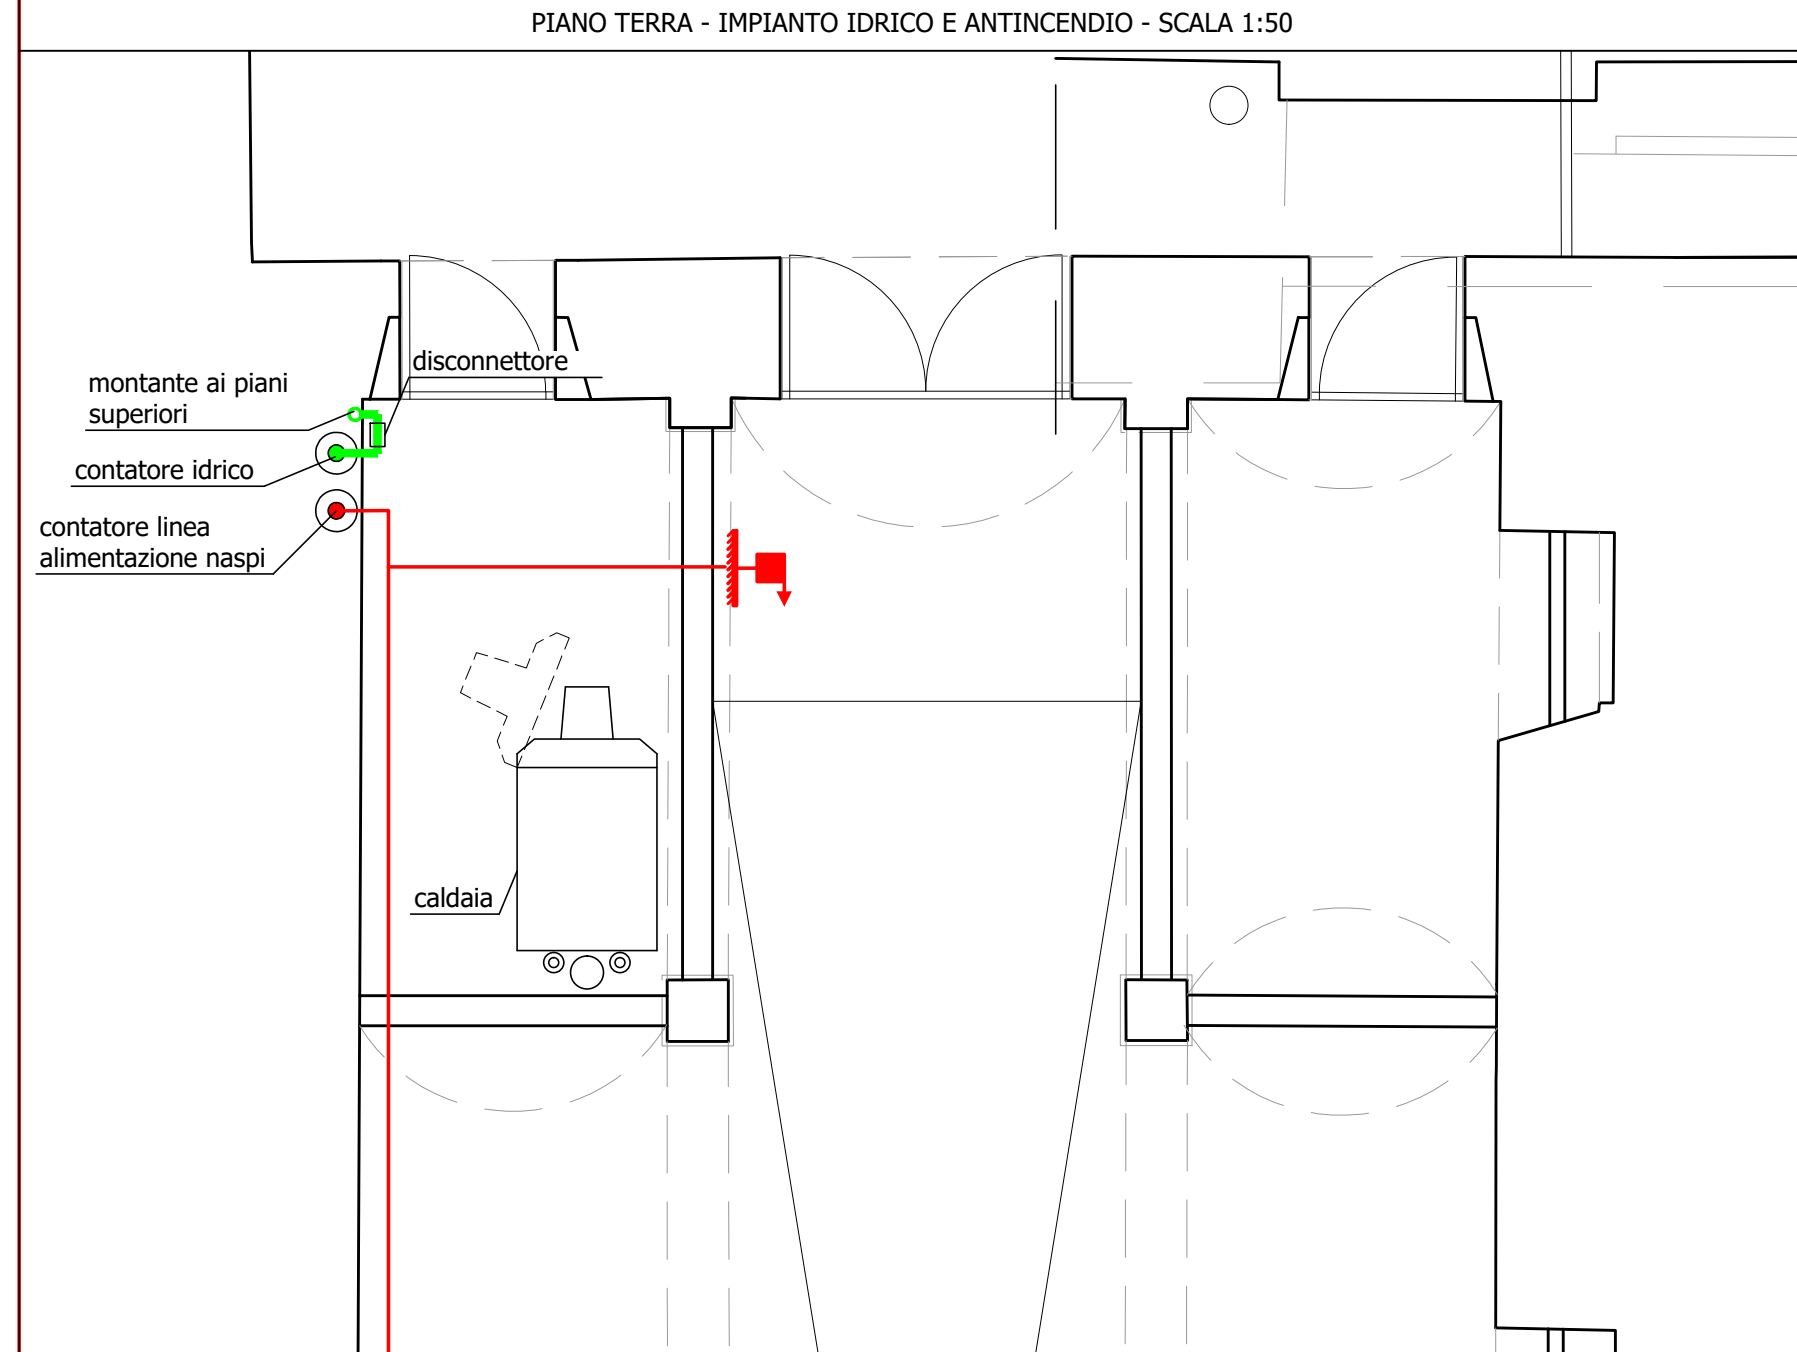 PIANO TERRA - IMPIANTO IDRICO E ANTINCENDIO - SCALA 1:50
disconnettore
montante ai piani
superiori
contatore idrico
contatore linea
alimentazione naspi
caldaia